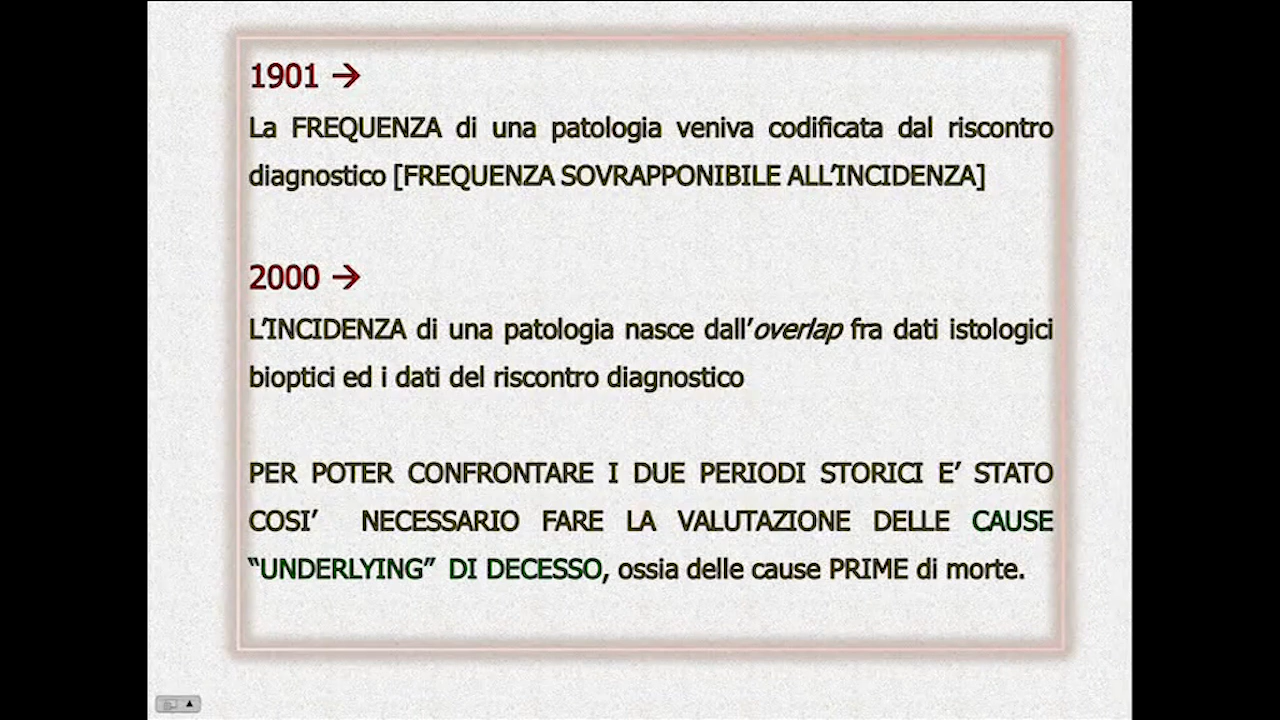 1901 →
La FREQUENZA di una patologia veniva codificata dal riscontro
diagnostico [FREQUENZA SOVRAPPONIBILE ALL’INCIDENZA]
2000 →
L’INCIDENZA di una patologia nasce dall’overlap fra dati istologici
bioptici ed i dati del riscontro diagnostico
PER POTER CONFRONTARE I DUE PERIODI STORICI E’ STATO
COSI’ NECESSARIO FARE LA VALUTAZIONE DELLE CAUSE
“UNDERLYING” DI DECESSO, ossia delle cause PRIME di morte.